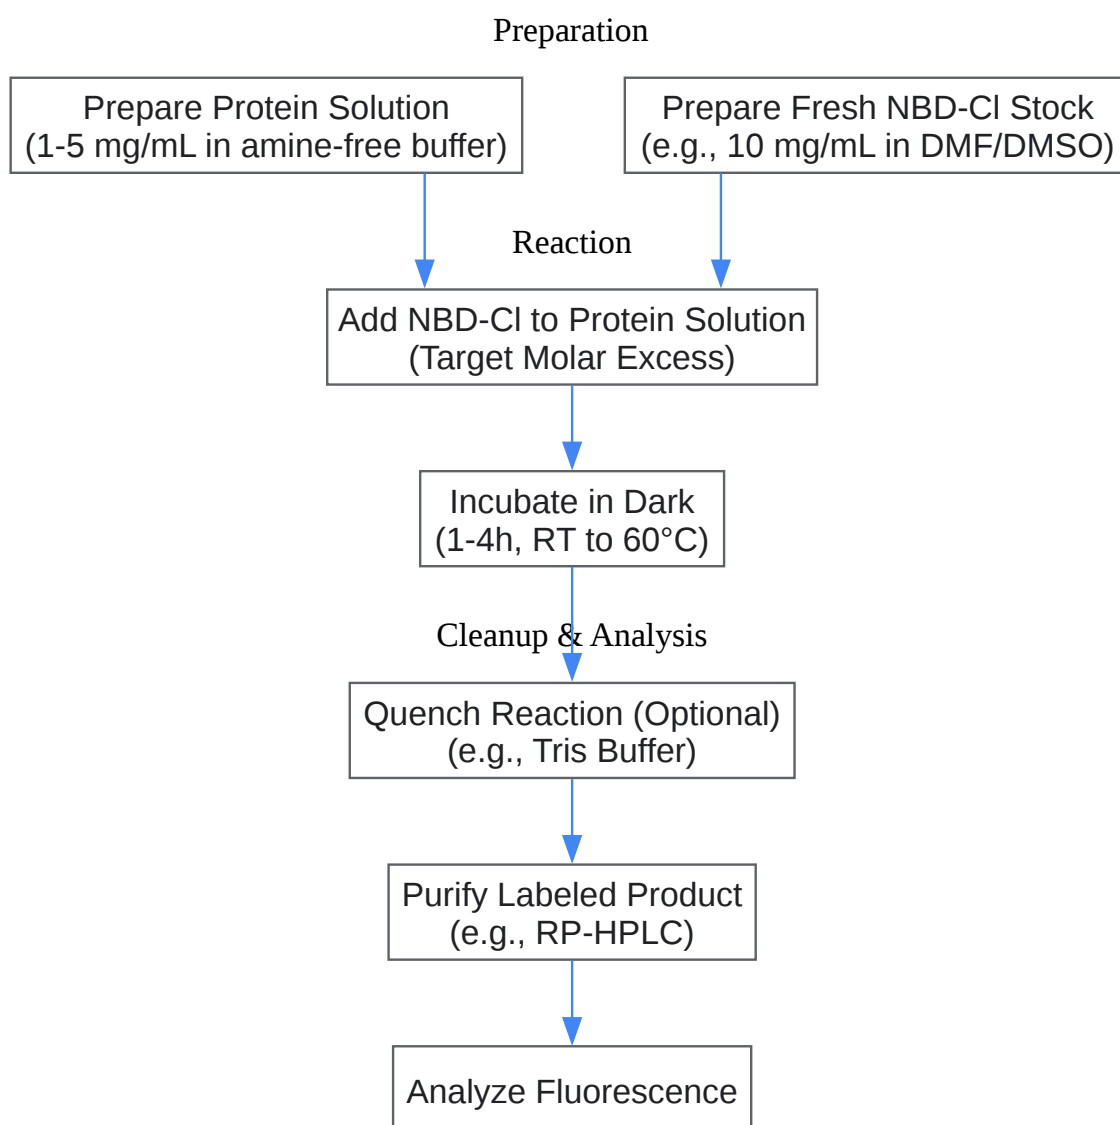 Preparation
Prepare Protein Solution
(1-5 mg/mL in amine-free buffer)
Prepare Fresh NBD-Cl Stock
(e.g., 10 mg/mL in DMF/DMSO)
Reaction
Add NBD-Cl to Protein Solution
(Target Molar Excess)
Incubate in Dark
(1-4h, RT to 60°C)
Cleanup & Analysis
Quench Reaction (Optional)
(e.g., Tris Buffer)
Purify Labeled Product
(e.g., RP-HPLC)
Analyze Fluorescence